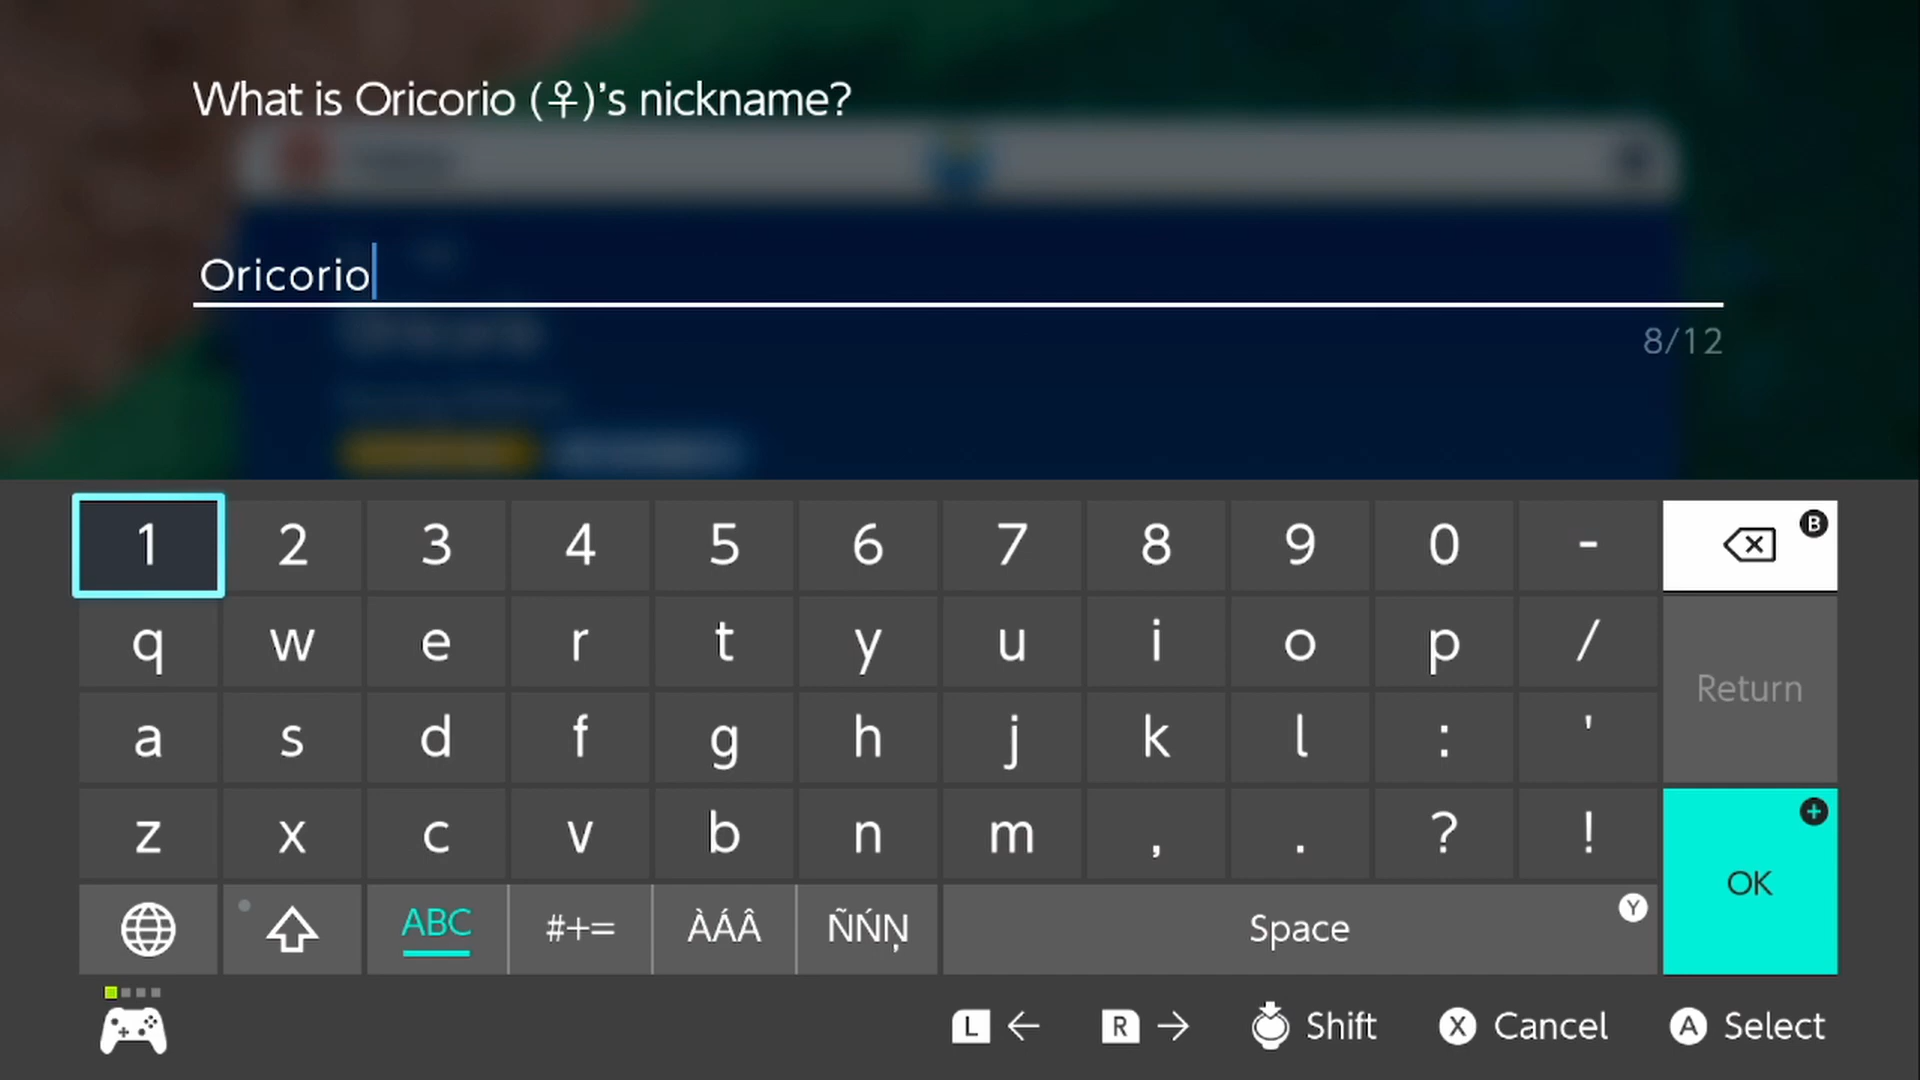 What is Oricorio (♀)'s nickname?
Oricorio
8/12
1 2 3 4 5 6 7 8 9 0 - B
q w e r t y u i o p /
Return
a s d f g h j k l : '
z x c v b n m , . ? ! +
OK
ABC #+= ÀÁÂ ÑŃŅ Space Y
L ← R → Shift X Cancel A Select